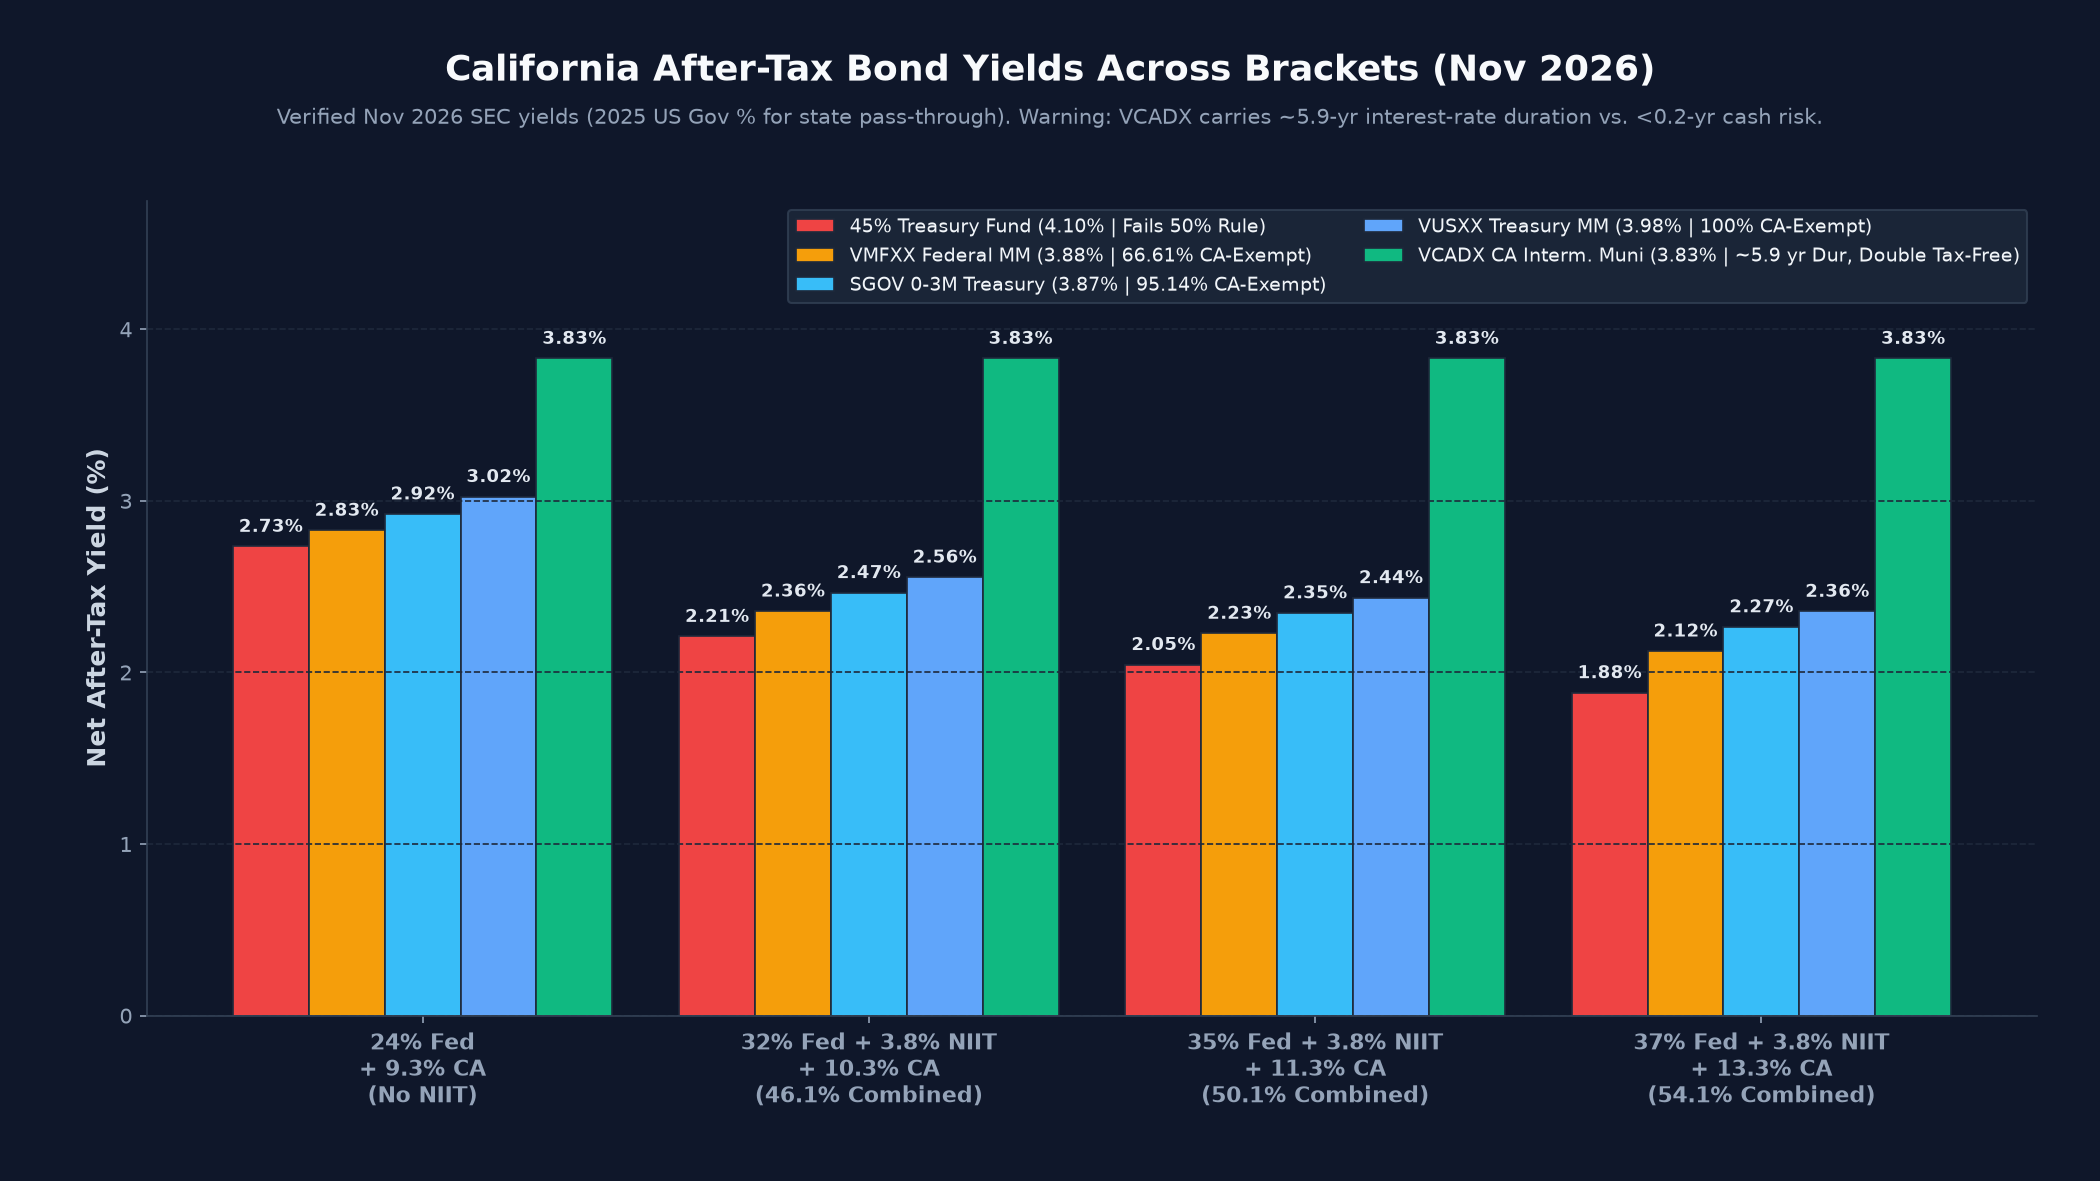 California After-Tax Bond Yields Across Brackets (Nov 2026)
Verified Nov 2026 SEC yields (2025 US Gov % for state pass-through). Warning: VCADX carries ~5.9-yr interest-rate duration vs. <0.2-yr cash risk.
45% Treasury Fund (4.10% | Fails 50% Rule)
VMFXX Federal MM (3.88% | 66.61% CA-Exempt)
SGOV 0-3M Treasury (3.87% | 95.14% CA-Exempt)
VUSXX Treasury MM (3.98% | 100% CA-Exempt)
VCADX CA Interm. Muni (3.83% | ~5.9 yr Dur, Double Tax-Free)
Net After-Tax Yield (%)
4
3
2
1
0
2.73%
2.83%
2.92%
3.02%
3.83%
2.21%
2.36%
2.47%
2.56%
3.83%
2.05%
2.23%
2.35%
2.44%
3.83%
1.88%
2.12%
2.27%
2.36%
3.83%
24% Fed
+ 9.3% CA
(No NIIT)
32% Fed + 3.8% NIIT
+ 10.3% CA
(46.1% Combined)
35% Fed + 3.8% NIIT
+ 11.3% CA
(50.1% Combined)
37% Fed + 3.8% NIIT
+ 13.3% CA
(54.1% Combined)